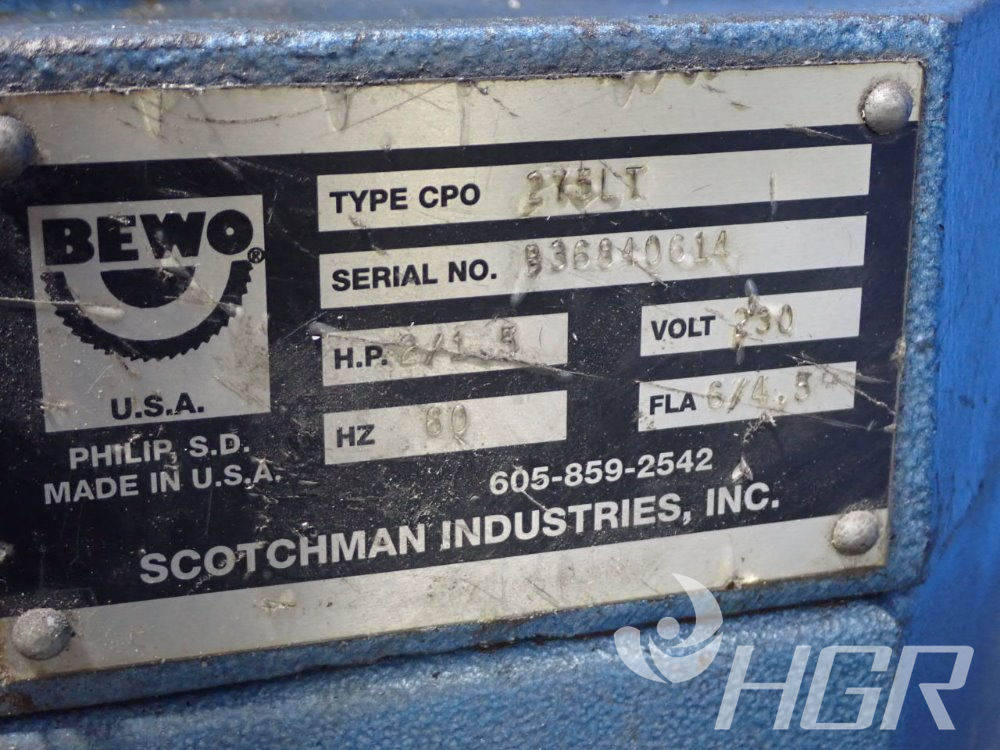 BEWO®
U.S.A.
PHILIP, S.D.
MADE IN U.S.A.
TYPE CPO 275LT
SERIAL NO. 936840614
H.P. 2/1.5
VOLT 230
HZ 60
FLA 6/4.5
605-859-2542
SCOTCHMAN INDUSTRIES, INC.
HGR